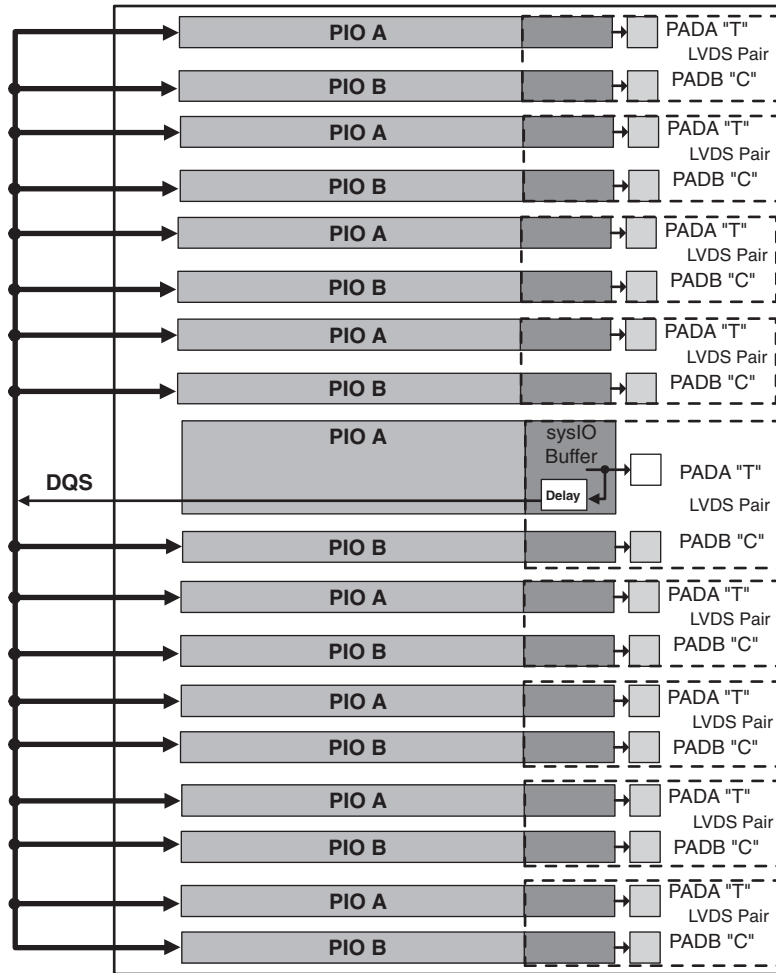 PIO A
PADA "T"
LVDS Pair
PIO B
PADB "C"
PIO A
PADA "T"
LVDS Pair
PIO B
PADB "C"
PIO A
PADA "T"
LVDS Pair
PIO B
PADB "C"
PIO A
PADA "T"
LVDS Pair
PIO B
PADB "C"
PIO A
sysIO
Buffer
PADA "T"
DQS
Delay
LVDS Pair
PIO B
PADB "C"
PIO A
PADA "T"
LVDS Pair
PIO B
PADB "C"
PIO A
PADA "T"
LVDS Pair
PIO B
PADB "C"
PIO A
PADA "T"
LVDS Pair
PIO B
PADB "C"
PIO A
PADA "T"
LVDS Pair
PIO B
PADB "C"